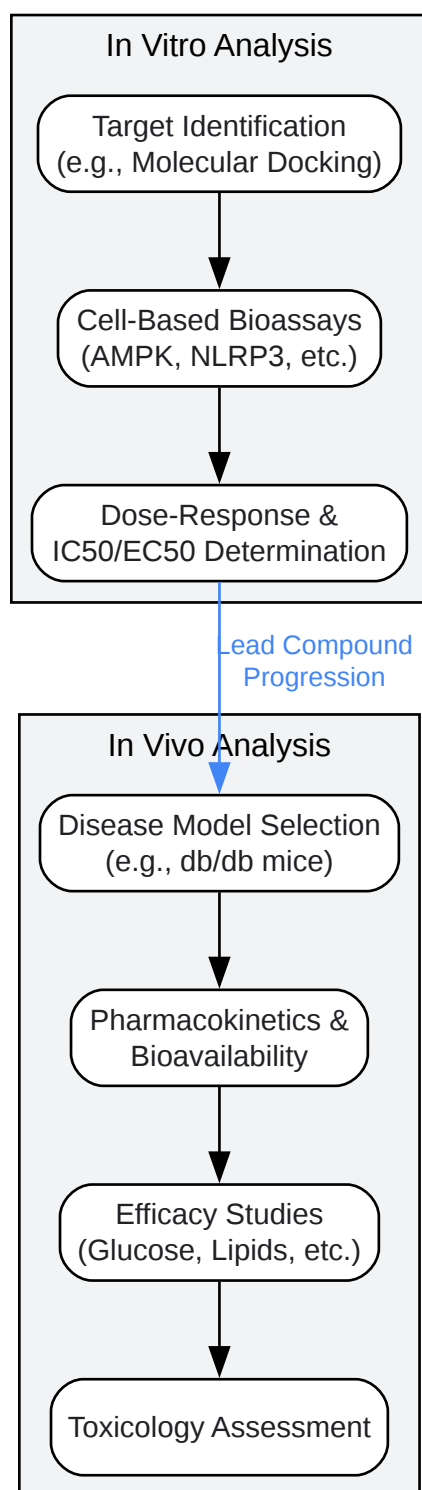 In Vitro Analysis
Target Identification
(e.g., Molecular Docking)
Cell-Based Bioassays
(AMPK, NLRP3, etc.)
Dose-Response &
IC50/EC50 Determination
Lead Compound
Progression
In Vivo Analysis
Disease Model Selection
(e.g., db/db mice)
Pharmacokinetics &
Bioavailability
Efficacy Studies
(Glucose, Lipids, etc.)
Toxicology Assessment